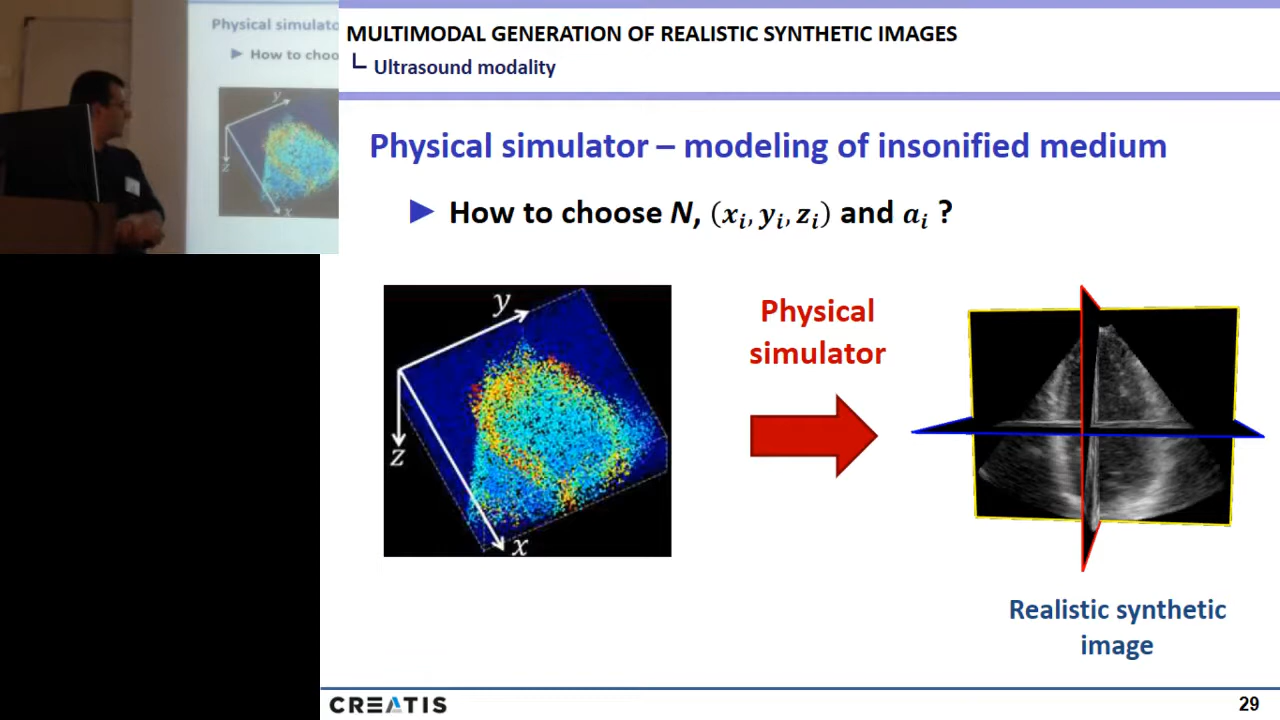 Physical simulato
► How to choo
y
z
x
MULTIMODAL GENERATION OF REALISTIC SYNTHETIC IMAGES
Ultrasound modality
Physical simulator – modeling of insonified medium
► How to choose N, (xᵢ, yᵢ, zᵢ) and aᵢ ?
y
z
x
Physical
simulator
Realistic synthetic
image
CREATIS
29